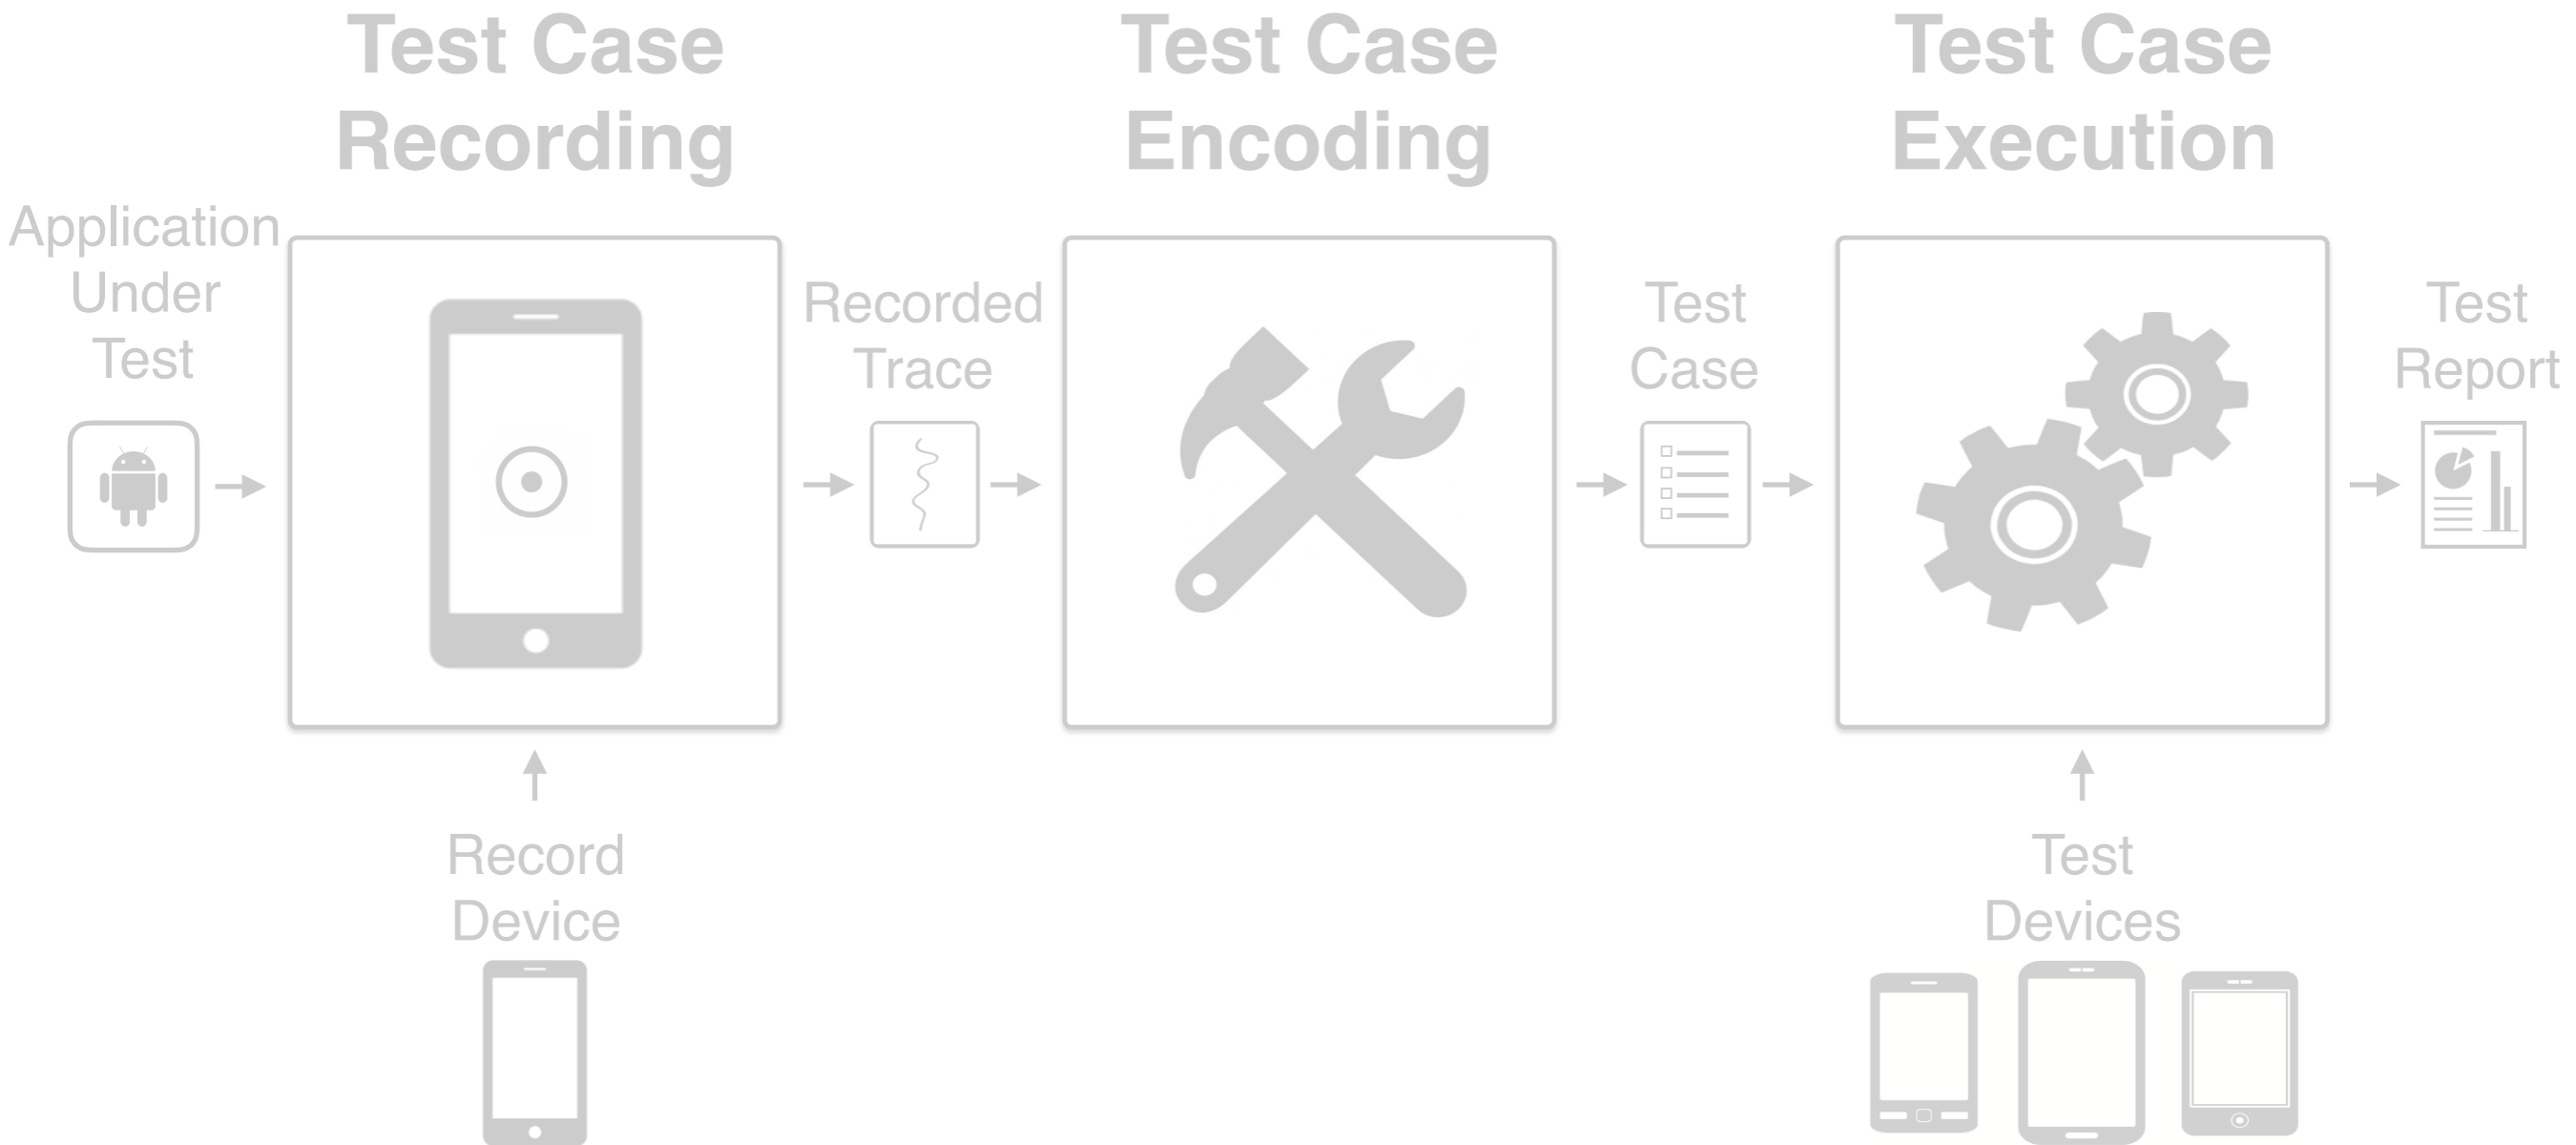 Test Case
Recording
Test Case
Encoding
Test Case
Execution
Application
Under
Test
Recorded
Trace
Test
Case
Test
Report
Record
Device
Test
Devices